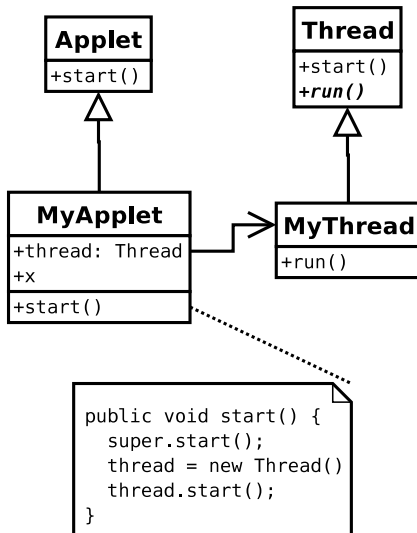 Applet
+start()
Thread
+start()
+run()
MyApplet
+thread: Thread
+x
+start()
MyThread
+run()
public void start() {
super.start();
thread = new Thread()
thread.start();
}